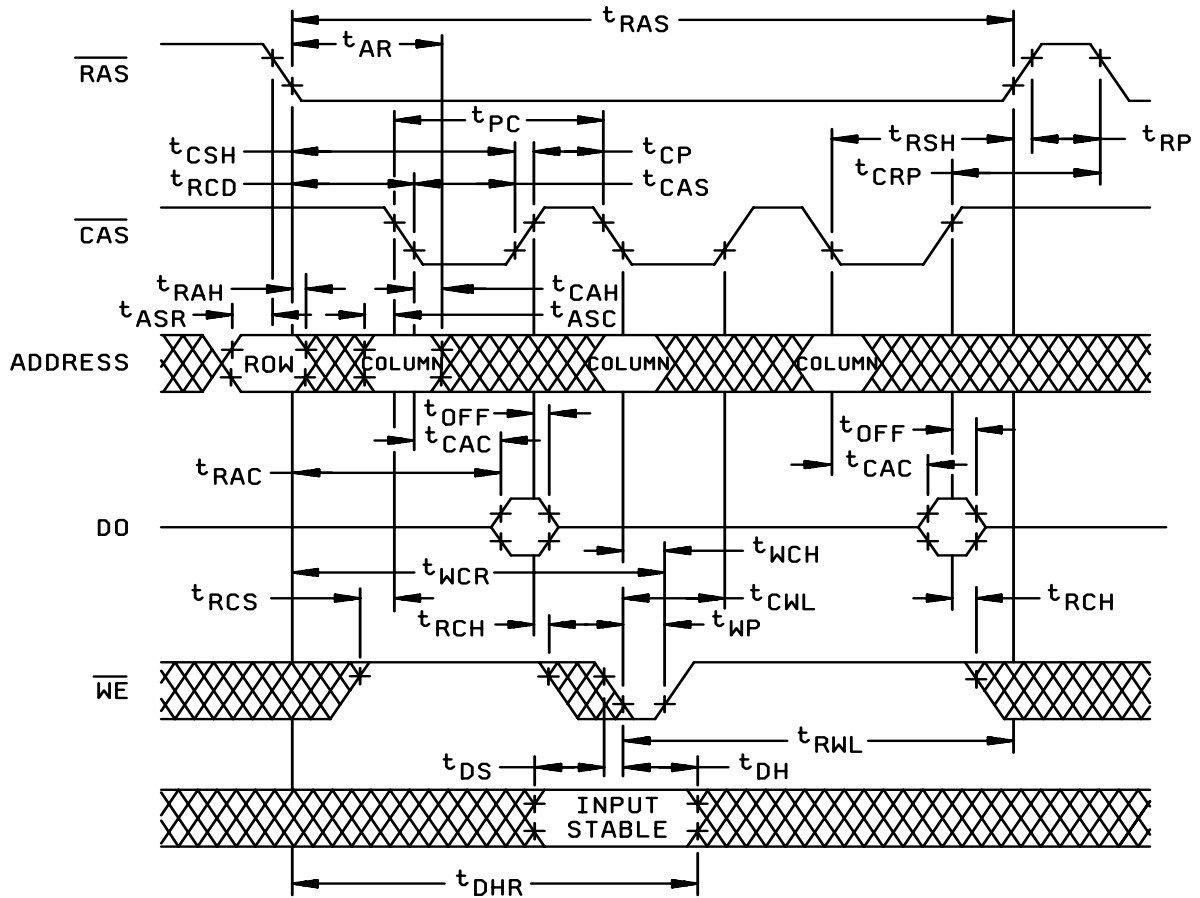 tRAS
tAR
RAS
tPC
tCSH
tCP
tRSH
tRP
tRCD
tCAS
tCRP
CAS
tRAH
tCAH
tASR
tASC
ADDRESS
ROW
COLUMN
COLUMN
COLUMN
tOFF
tOFF
tCAC
tCAC
tRAC
DO
tWCH
tWCR
tRCS
tCWL
tRCH
tRCH
tWP
WE
tRWL
tDS
tDH
INPUT
STABLE
tDHR